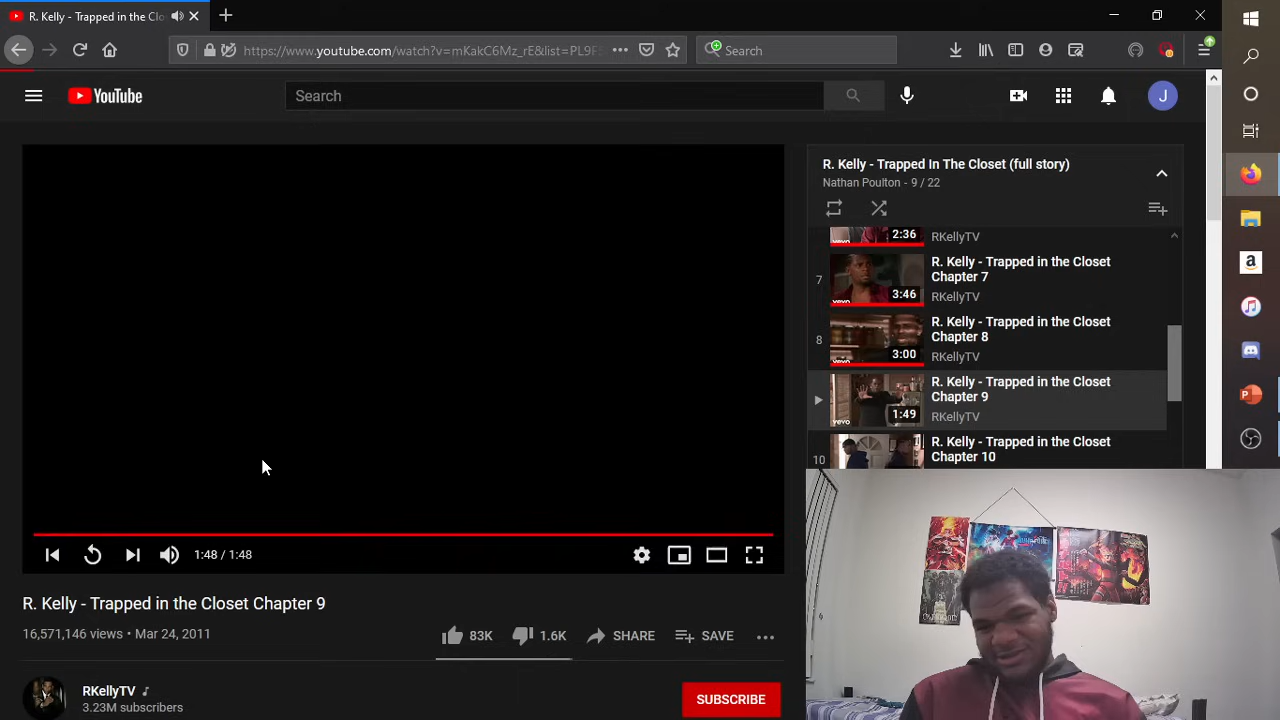 R. Kelly - Trapped in the Clo
https://www.youtube.com/watch?v=mKakC6M_rE&list=PL9FS
Search
YouTube
Search
J
R. Kelly - Trapped In The Closet (full story)
Nathan Poulton - 9 / 22
2:36
RKellyTV
7
3:46
R. Kelly - Trapped in the Closet
Chapter 7
RKellyTV
8
3:00
R. Kelly - Trapped in the Closet
Chapter 8
RKellyTV
1:49
vevo
R. Kelly - Trapped in the Closet
Chapter 9
RKellyTV
10
R. Kelly - Trapped in the Closet
Chapter 10
1:48 / 1:48
R. Kelly - Trapped in the Closet Chapter 9
16,571,146 views • Mar 24, 2011
83K
1.6K
SHARE
SAVE
RKellyTV
3.23M subscribers
SUBSCRIBE